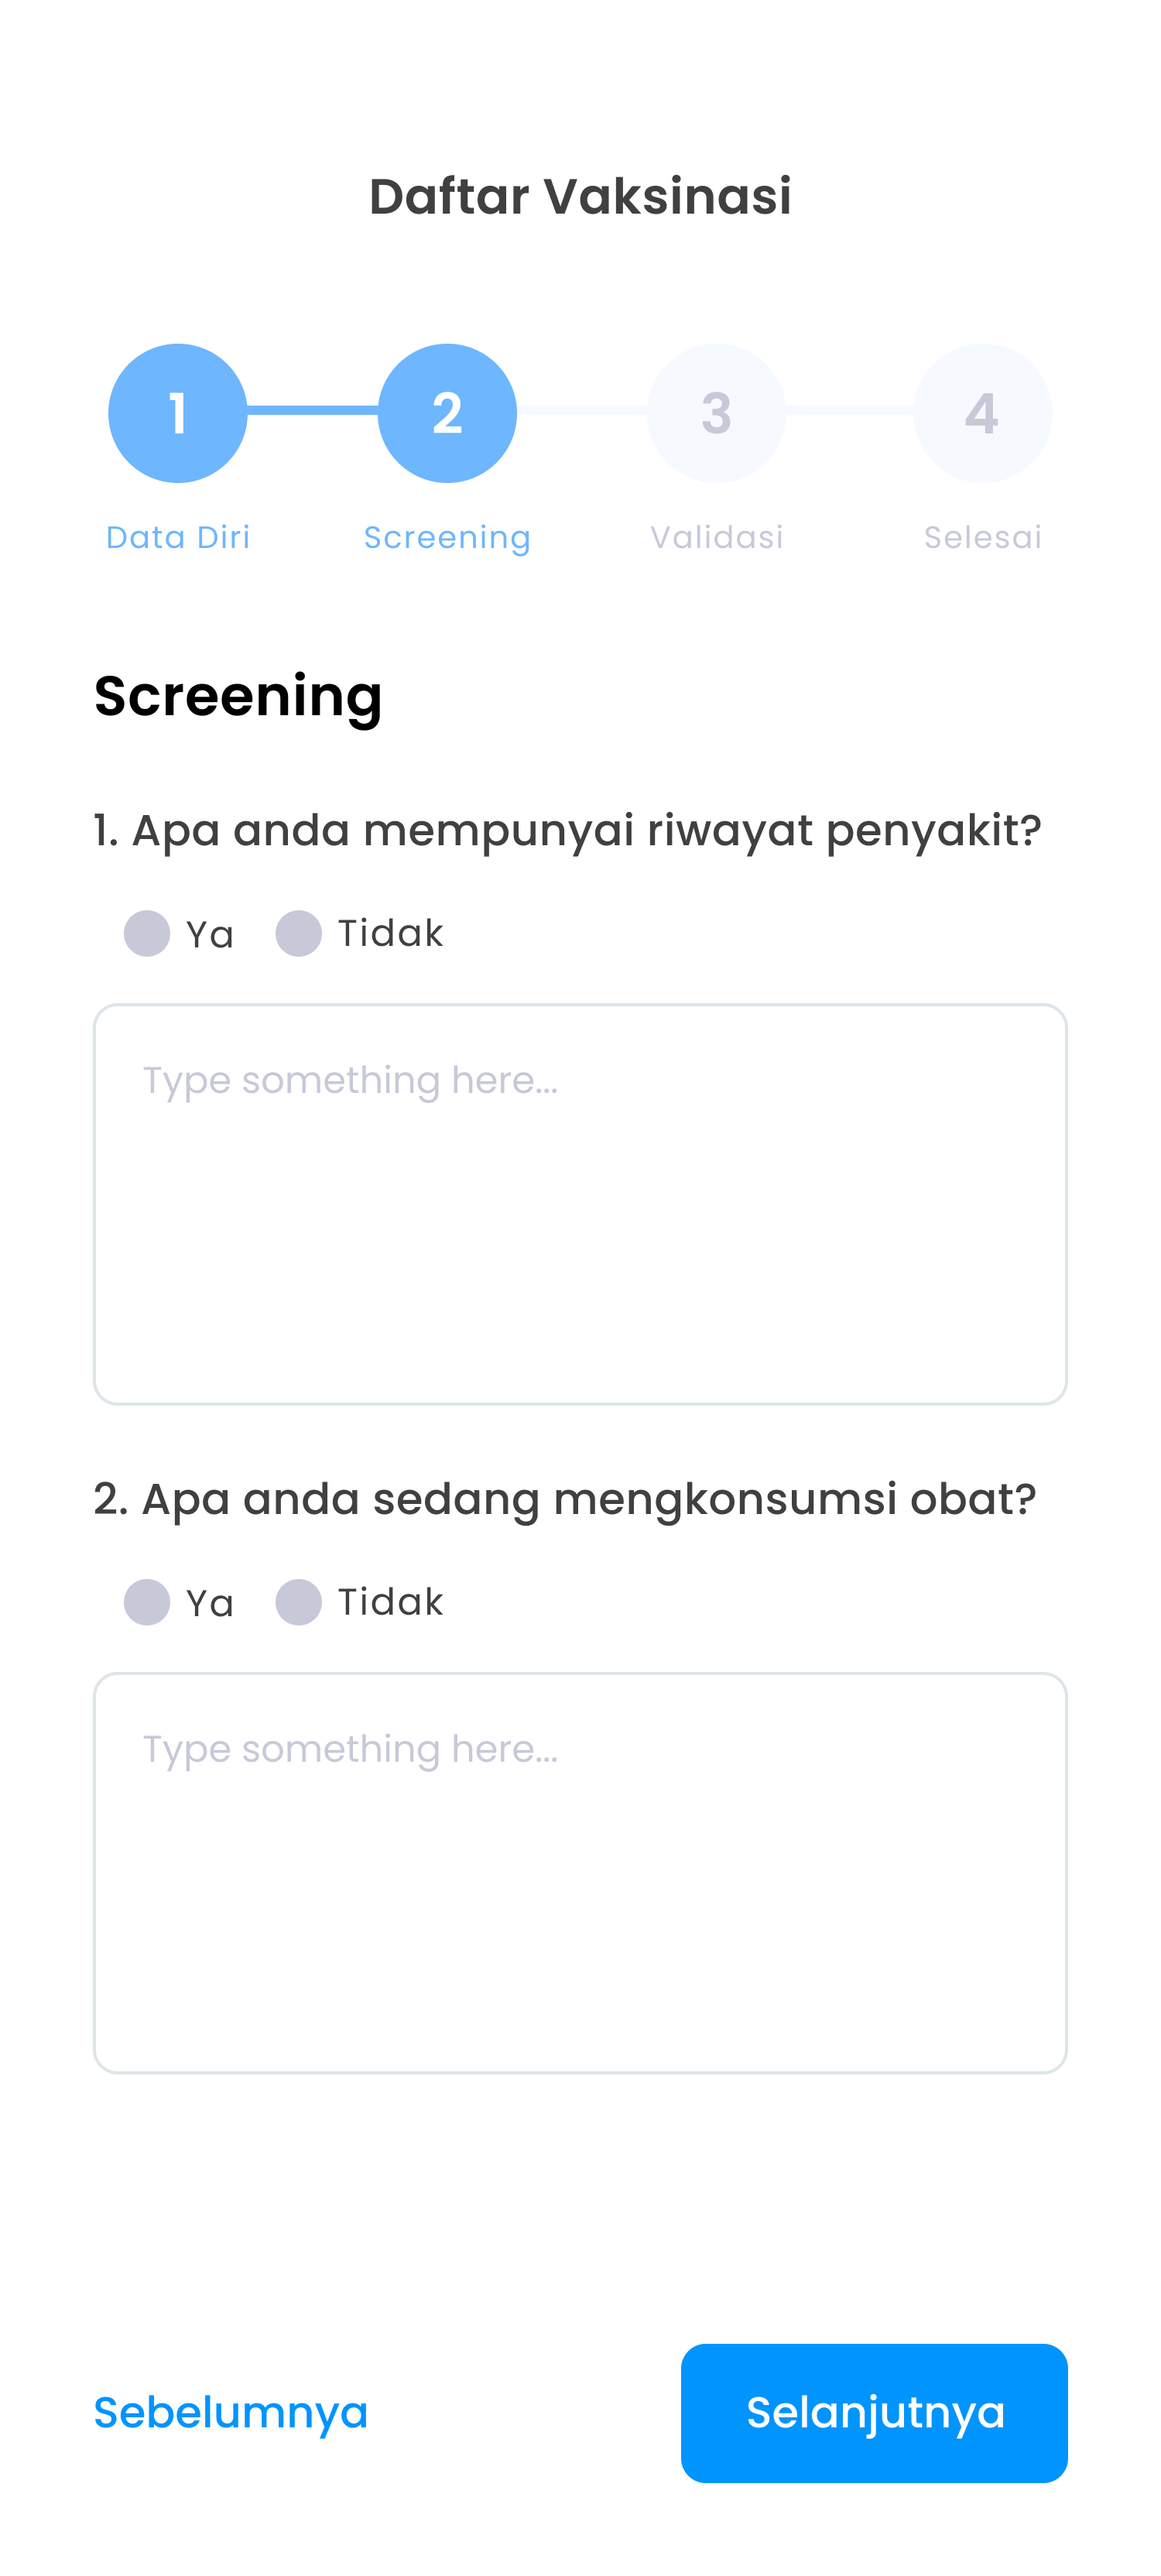 Daftar Vaksinasi
1 2 3 4
Data Diri Screening Validasi Selesai
Screening
1. Apa anda mempunyai riwayat penyakit?
Ya Tidak
Type something here...
2. Apa anda sedang mengkonsumsi obat?
Ya Tidak
Type something here...
Sebelumnya Selanjutnya